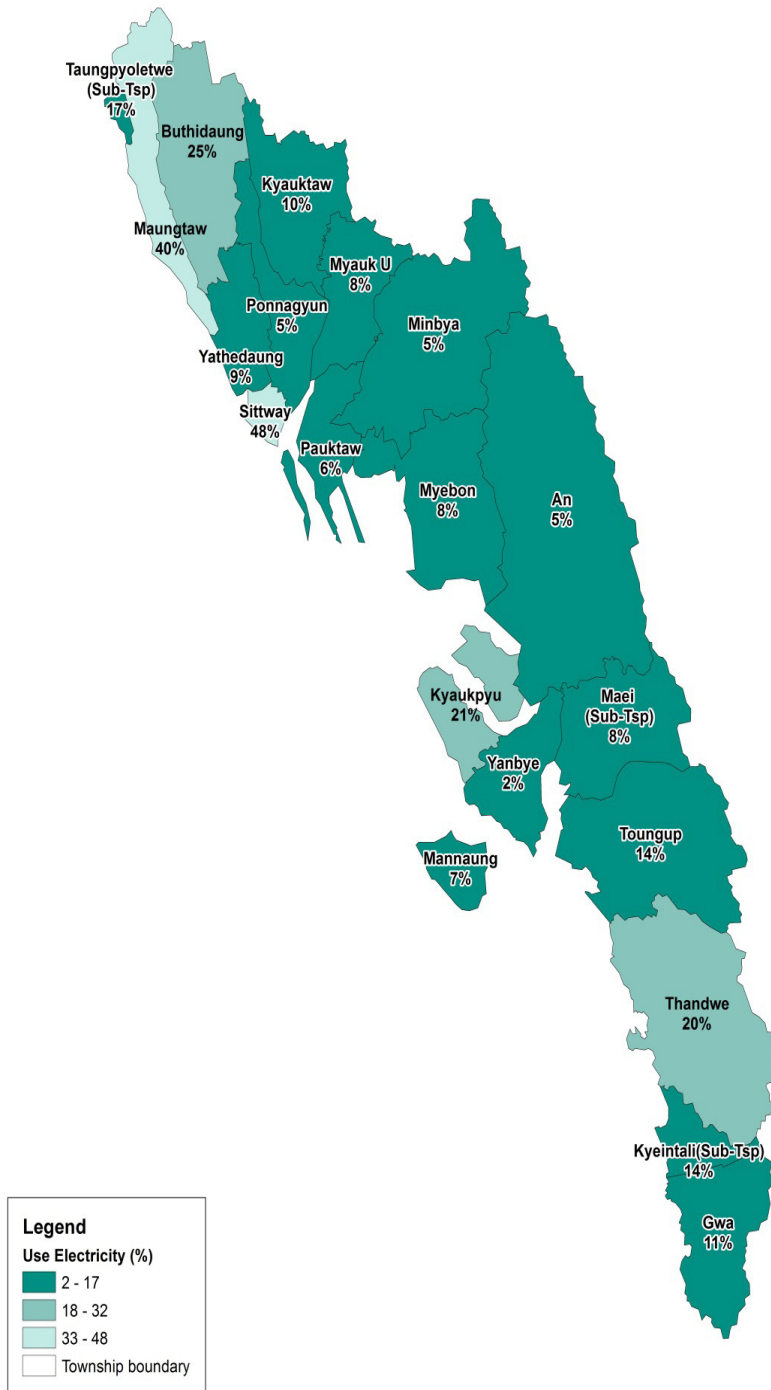 Taungpyoletwe
(Sub-Tsp)
17%
Buthidaung
25%
Kyauktaw
10%
Maungtaw
40%
Myauk U
8%
Ponnagyun
5%
Minbya
5%
Yathedaung
9%
Sittway
48%
Pauktaw
6%
Myebon
8%
An
5%
Kyaukpyu
21%
Maei
(Sub-Tsp)
8%
Yanbye
2%
Toungup
14%
Mannaung
7%
Thandwe
20%
Kyeintali(Sub-Tsp)
14%
Gwa
11%
Legend
Use Electricity (%)
2 - 17
18 - 32
33 - 48
Township boundary